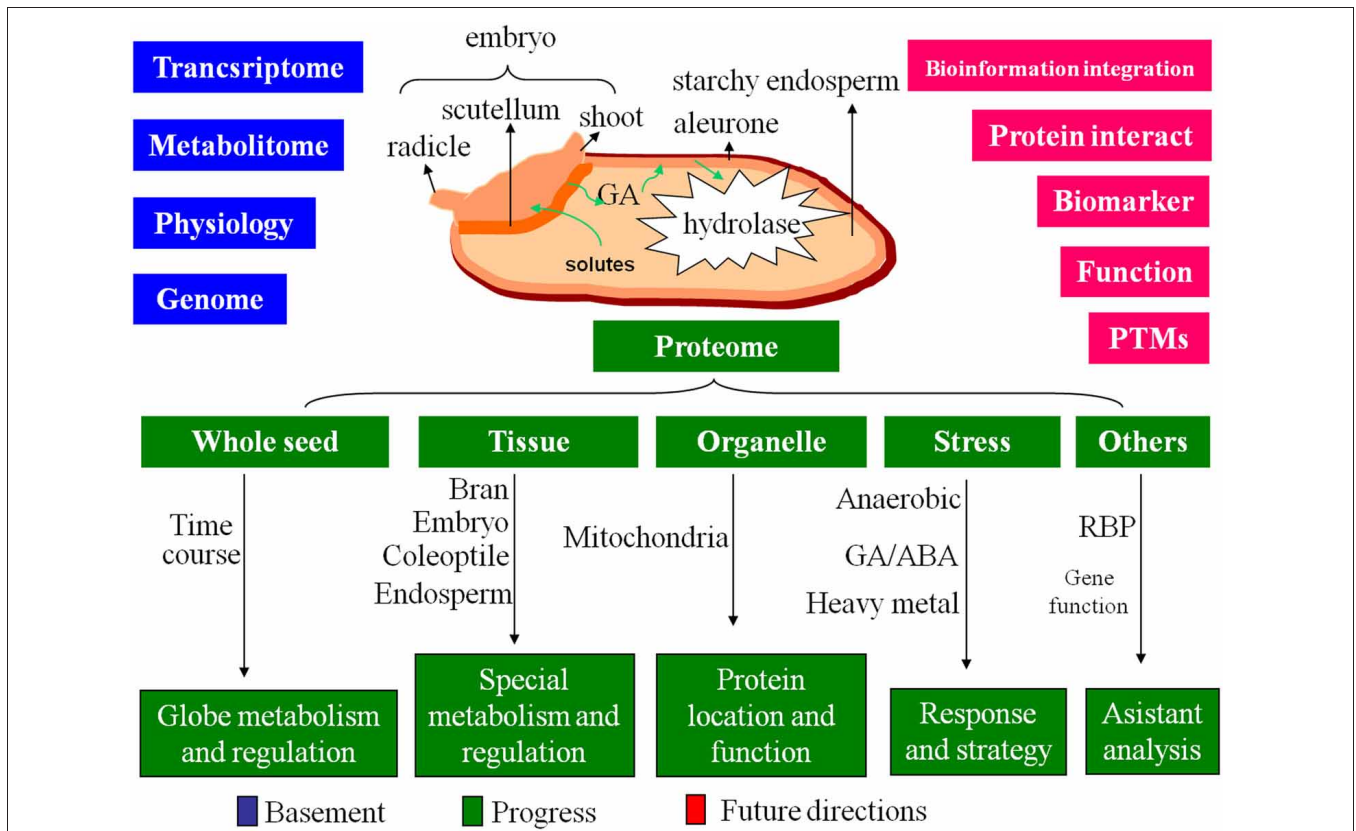 Trancsriptome
Metabolitome
Physiology
Genome
embryo
scutellum
shoot
radicle
starchy endosperm
aleurone
GA
hydrolase
solutes
Bioinformation integration
Protein interact
Biomarker
Function
PTMs
Proteome
Whole seed
Tissue
Organelle
Stress
Others
Time
course
Bran
Embryo
Coleoptile
Endosperm
Mitochondria
Anaerobic
GA/ABA
Heavy metal
RBP
Gene
function
Globe metabolism
and regulation
Special
metabolism and
regulation
Protein
location and
function
Response
and strategy
Asistant
analysis
Basement
Progress
Future directions